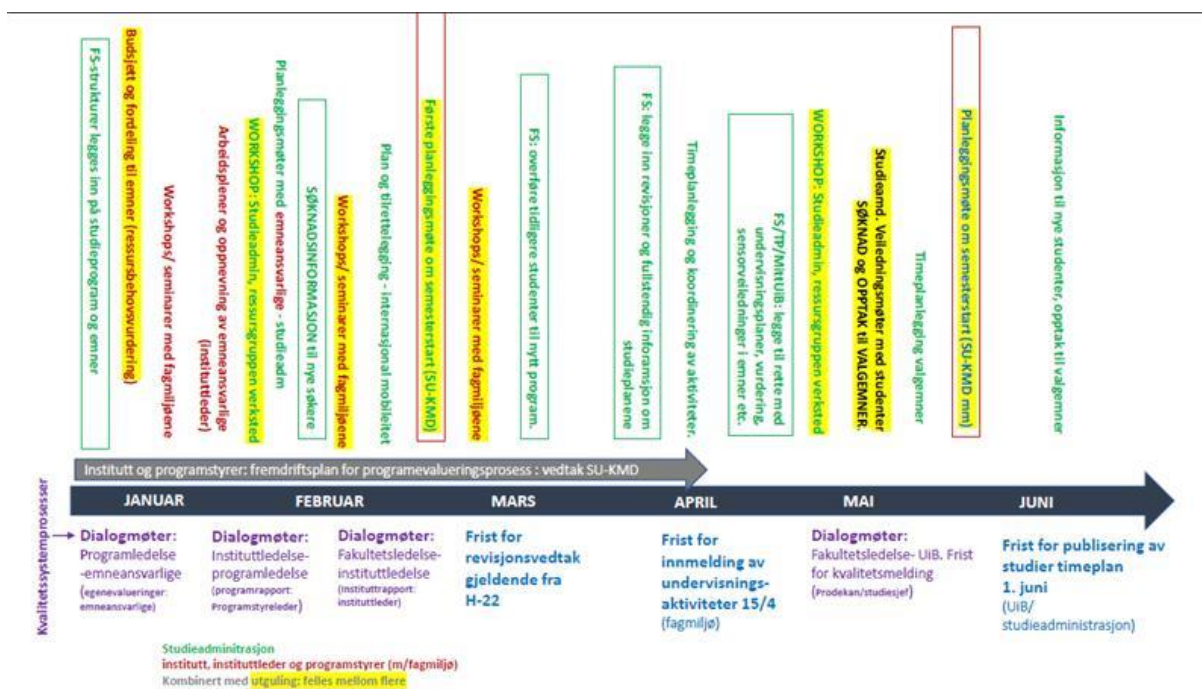 FS-strukturer legges inn på studieprogram og emner
Budsjett og fordeling til emner (ressursbehovsvurdering)
Workshops/ seminarer med fagmiljøene
Arbeidsplener og oppnevning av emneansvarlige
(instituttleder)
WORKSHOP: Studieadmin, ressursgruppen verksted
Planleggingsmøter med emneansvarlige - studieadm
SØKNADSINFORMASJON til nye søkere
Workshops/ seminarer med fagmiljøene
Plan og tilrettelegging - internasjonal mobileitet
Første planleggingsmøte om semesterstart (SU-KMD)
Workshops/ seminarer med fagmiljøene
FS: overføre tidligere studenter til nytt program.
FS: legge inn revisjoner og fullstendig inforamsjon om
studieplanene
Timeplanlegging og koordinering av aktiviteter.
FS/TP/MittUiB: legge til rette med
undervisningsplaner, vurdering,
sensorveiledninger i emner etc.
WORKSHOP: Studieadmin, ressursgruppen verksted
Studieamd. Veiledningsmøter med studenter
SØKNAD og OPPTAK til VALGEMNER.
Timeplanlegging valgemner
Planleggingsmøte om semesterstart (SU-KMD mm)
Informasjon til nye studenter, opptak til valgemner
Institutt og programstyrer: fremdriftsplan for programevalueringsprosess : vedtak SU-KMD
JANUAR FEBRUAR MARS APRIL MAI JUNI
Kvalitetssystemprosesser
Dialogmøter:
Programledelse
-emneansvarlige
(egenevalueringer:
emneansvarlige)
Dialogmøter:
Instituttledelse-
programledelse
(programrapport:
Programstyreleder)
Dialogmøter:
Fakultetsledelse-
instituttledelse
(Instituttrapport:
instituttleder)
Frist for
revisjonsvedtak
gjeldende fra
H-22
Frist for
innmelding av
undervisnings-
aktiviteter 15/4
(fagmiljø)
Dialogmøter:
Fakultetsledelse- UiB. Frist
for kvalitetsmelding
(Prodekan/studiesjef)
Frist for publisering av
studier timeplan
1. juni
(UiB/
studieadministrasjon)
Studieadminitrasjon
institutt, instituttleder og programstyrer (m/fagmiljø)
Kombinert med utguling: felles mellom flere